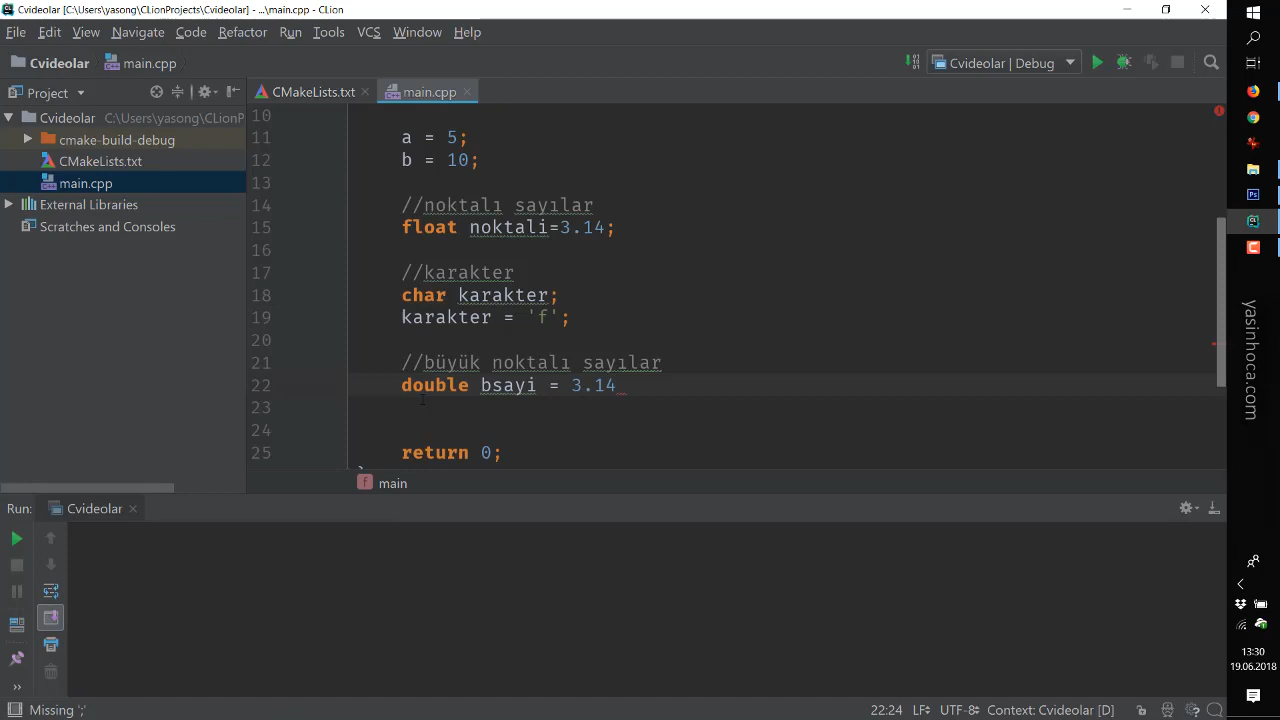 Cvideolar [C:\Users\yasong\CLionProjects\Cvideolar] - ...\main.cpp - CLion
File Edit View Navigate Code Refactor Run Tools VCS Window Help
Cvideolar main.cpp
Cvideolar | Debug
Project
CMakeLists.txt main.cpp
Cvideolar C:\Users\yasong\CLionP
cmake-build-debug
CMakeLists.txt
main.cpp
External Libraries
Scratches and Consoles
10
11 a = 5;
12 b = 10;
13
14 //noktalı sayılar
15 float noktali=3.14;
16
17 //karakter
18 char karakter;
19 karakter = 'f';
20
21 //büyük noktalı sayılar
22 double bsayi = 3.14
23
24
25 return 0;
}
f main
Run: Cvideolar
Missing ';'
22:24 LF UTF-8 Context: Cvideolar [D]
yasinhoca.com
13:30
19.06.2018